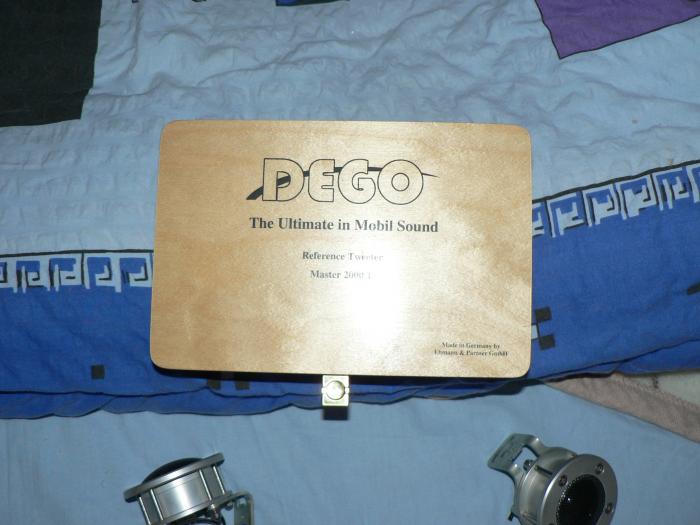 DEGO
The Ultimate in Mobil Sound
Reference Tweeter
Master 2000
Made in Germany by
& Partner GmbH